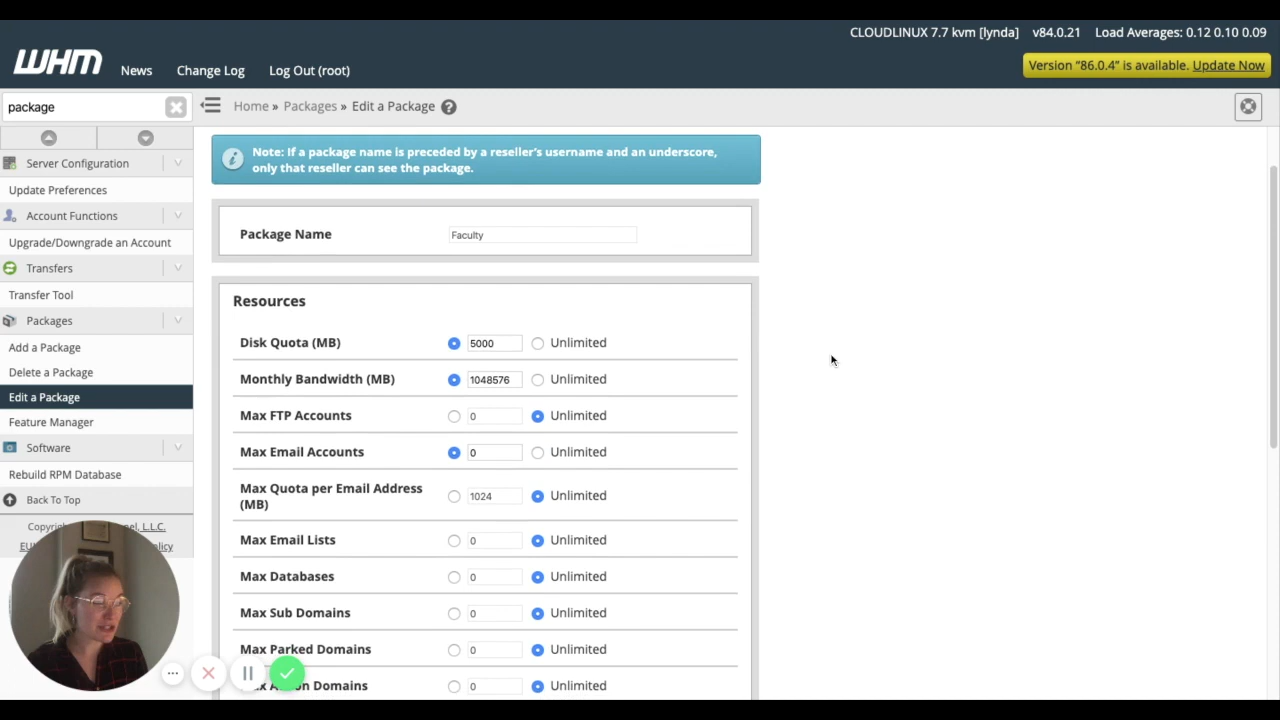 CLOUDLINUX 7.7 kvm [lynda] v84.0.21 Load Averages: 0.12 0.10 0.09
WHM News Change Log Log Out (root)
Version "86.0.4" is available. Update Now
package
Home » Packages » Edit a Package
Server Configuration
Update Preferences
Account Functions
Upgrade/Downgrade an Account
Transfers
Transfer Tool
Packages
Add a Package
Delete a Package
Edit a Package
Feature Manager
Software
Rebuild RPM Database
Back To Top
L.L.C.
Note: If a package name is preceded by a reseller's username and an underscore,
only that reseller can see the package.
Package Name Faculty
Resources
Disk Quota (MB) 5000 Unlimited
Monthly Bandwidth (MB) 1048576 Unlimited
Max FTP Accounts 0 Unlimited
Max Email Accounts 0 Unlimited
Max Quota per Email Address
(MB) 1024 Unlimited
Max Email Lists 0 Unlimited
Max Databases 0 Unlimited
Max Sub Domains 0 Unlimited
Max Parked Domains 0 Unlimited
Domains 0 Unlimited